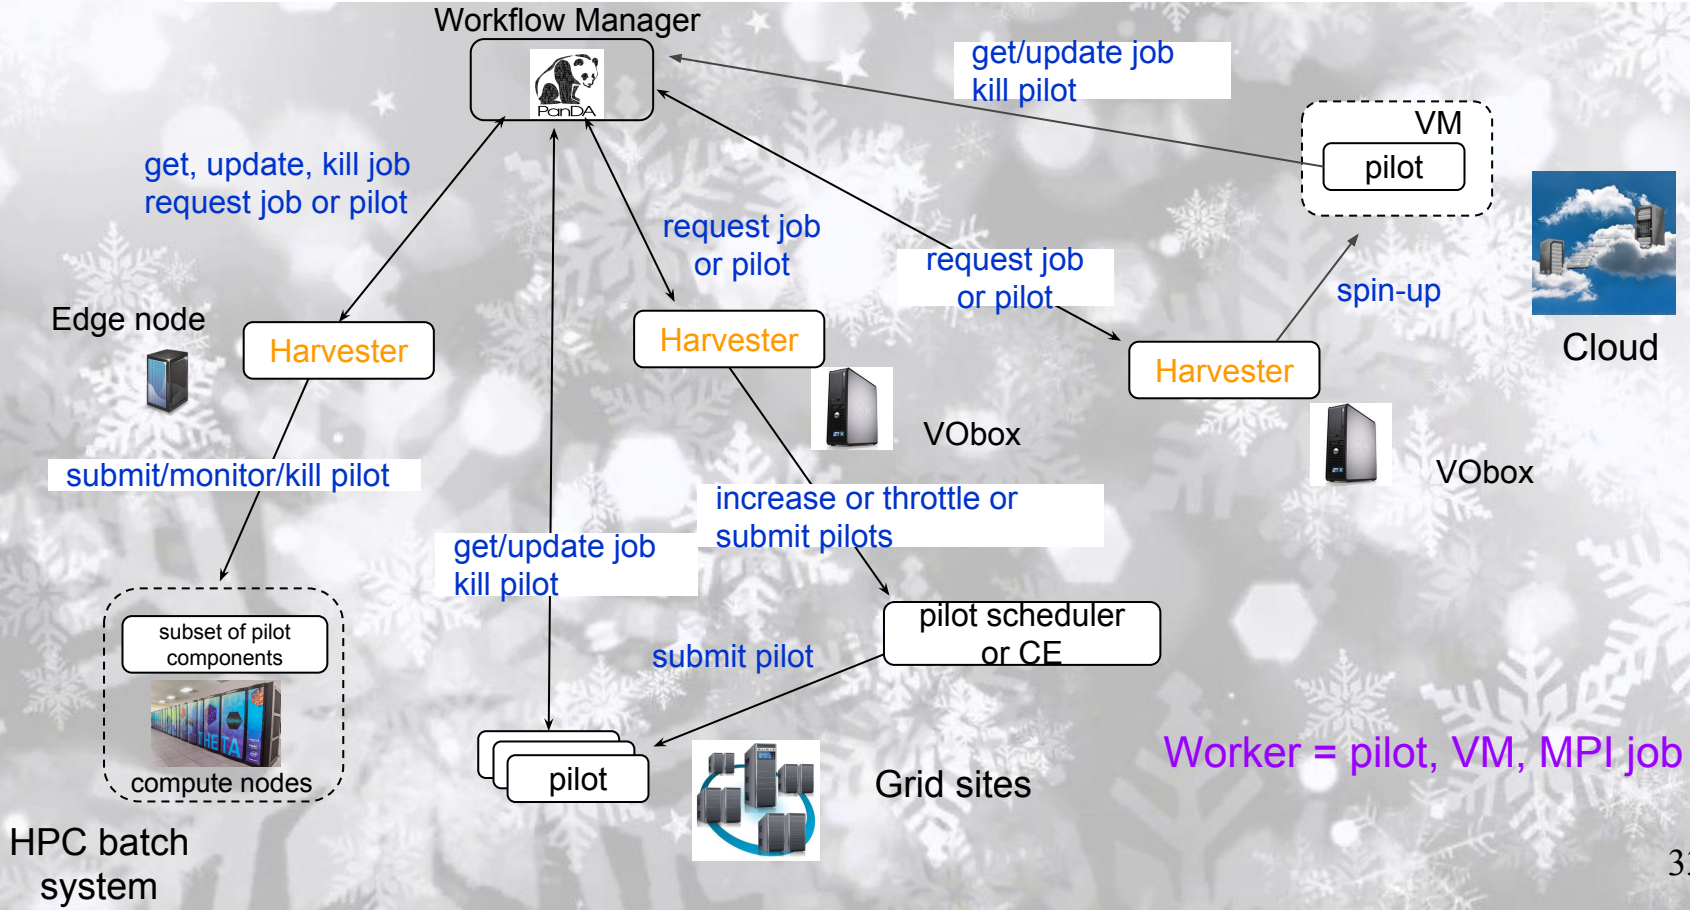 Workflow Manager
PanDA
get/update job
kill pilot
VM
pilot
get, update, kill job
request job or pilot
request job
or pilot
request job
or pilot
spin-up
Edge node
Harvester
Harvester
Harvester
Cloud
VObox
VObox
submit/monitor/kill pilot
increase or throttle or
submit pilots
get/update job
kill pilot
subset of pilot
components
pilot scheduler
or CE
submit pilot
THETA
compute nodes
pilot
Grid sites
Worker = pilot, VM, MPI job
HPC batch
system